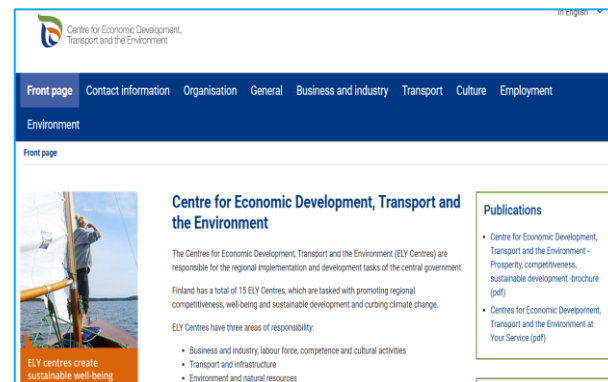 In English
Centre for Economic Development,
Transport and the Environment
Front page Contact information Organisation General Business and industry Transport Culture Employment
Environment
Front page
Centre for Economic Development, Transport and
the Environment
The Centres for Economic Development, Transport and the Environment (ELY Centres) are
responsible for the regional implementation and development tasks of the central government.
Finland has a total of 15 ELY Centres, which are tasked with promoting regional
competitiveness, well-being and sustainable development and curbing climate change.
ELY Centres have three areas of responsibility:
• Business and industry, labour force, competence and cultural activities
• Transport and infrastructure
• Environment and natural resources
ELY centres create
sustainable well-being
Publications
• Centre for Economic Development,
Transport and the Environment -
Prosperity, competitiveness,
sustainable development -brochure
(pdf)
• Centres for Economic Delvepoment,
Transport and the Environment at
Your Service (pdf)